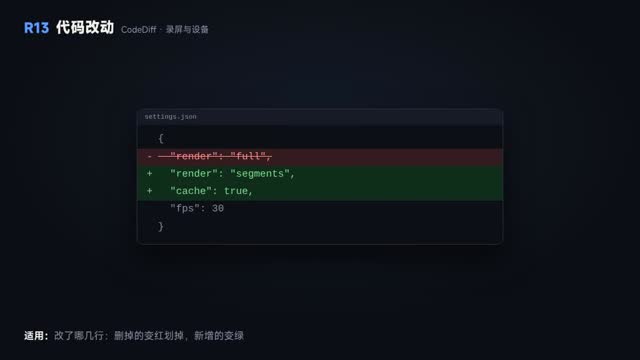 R13 代码改动 CodeDiff · 录屏与设备
settings.json
{
- "render": "full",
+ "render": "segments",
+ "cache": true,
"fps": 30
}
适用：改了哪几行：删掉的变红划掉，新增的变绿